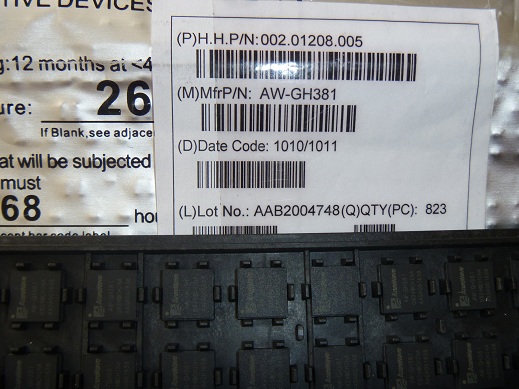 TIVE DEVICES
g:12 months at <4
ure: 26
If Blank,see adjace
at will be subjected
must
68 hou
(P)H.H.P/N:002.01208.005
(M)MfrP/N: AW-GH381
(D)Date Code: 1010/1011
(L)Lot No.: AAB2004748(Q)QTY(PC): 823